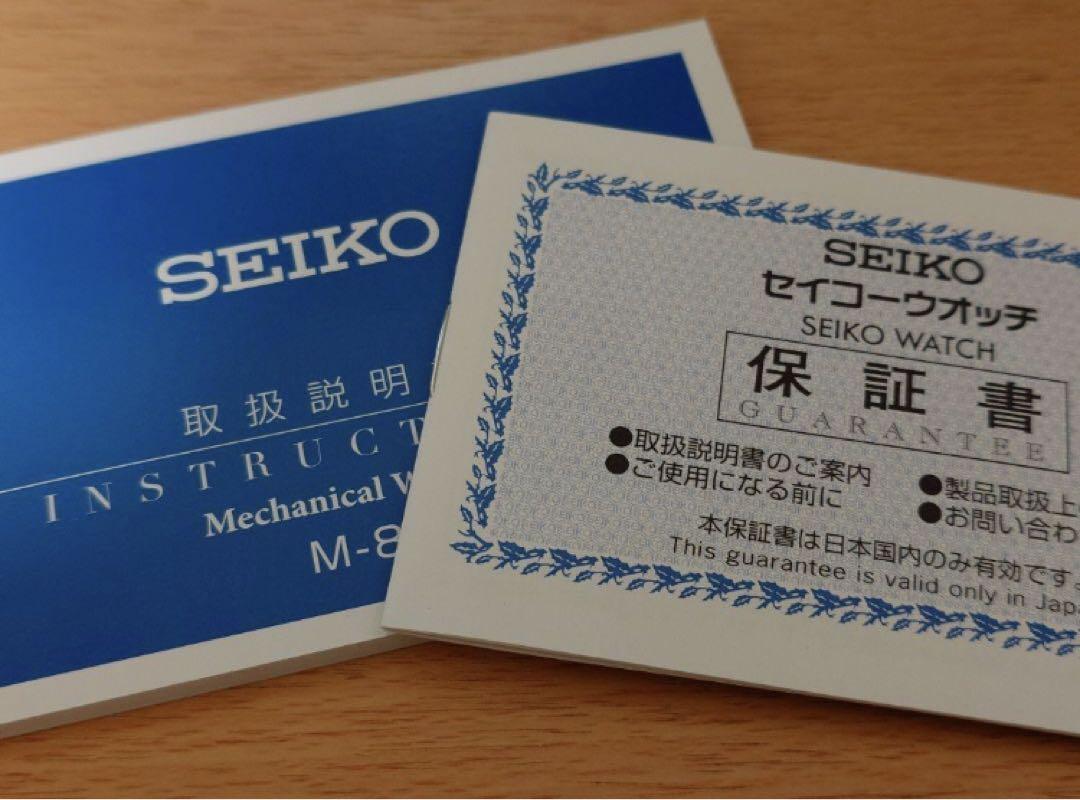 SEIKO
取扱説明
INSTRUCT
Mechanical W
M-8
SEIKO
セイコーウオッチ
SEIKO WATCH
保証書
GUARANTEE
●取扱説明書のご案内
●ご使用になる前に
●製品取扱上
●お問い合わ
本保証書は日本国内のみ有効です。
This guarantee is valid only in Jap